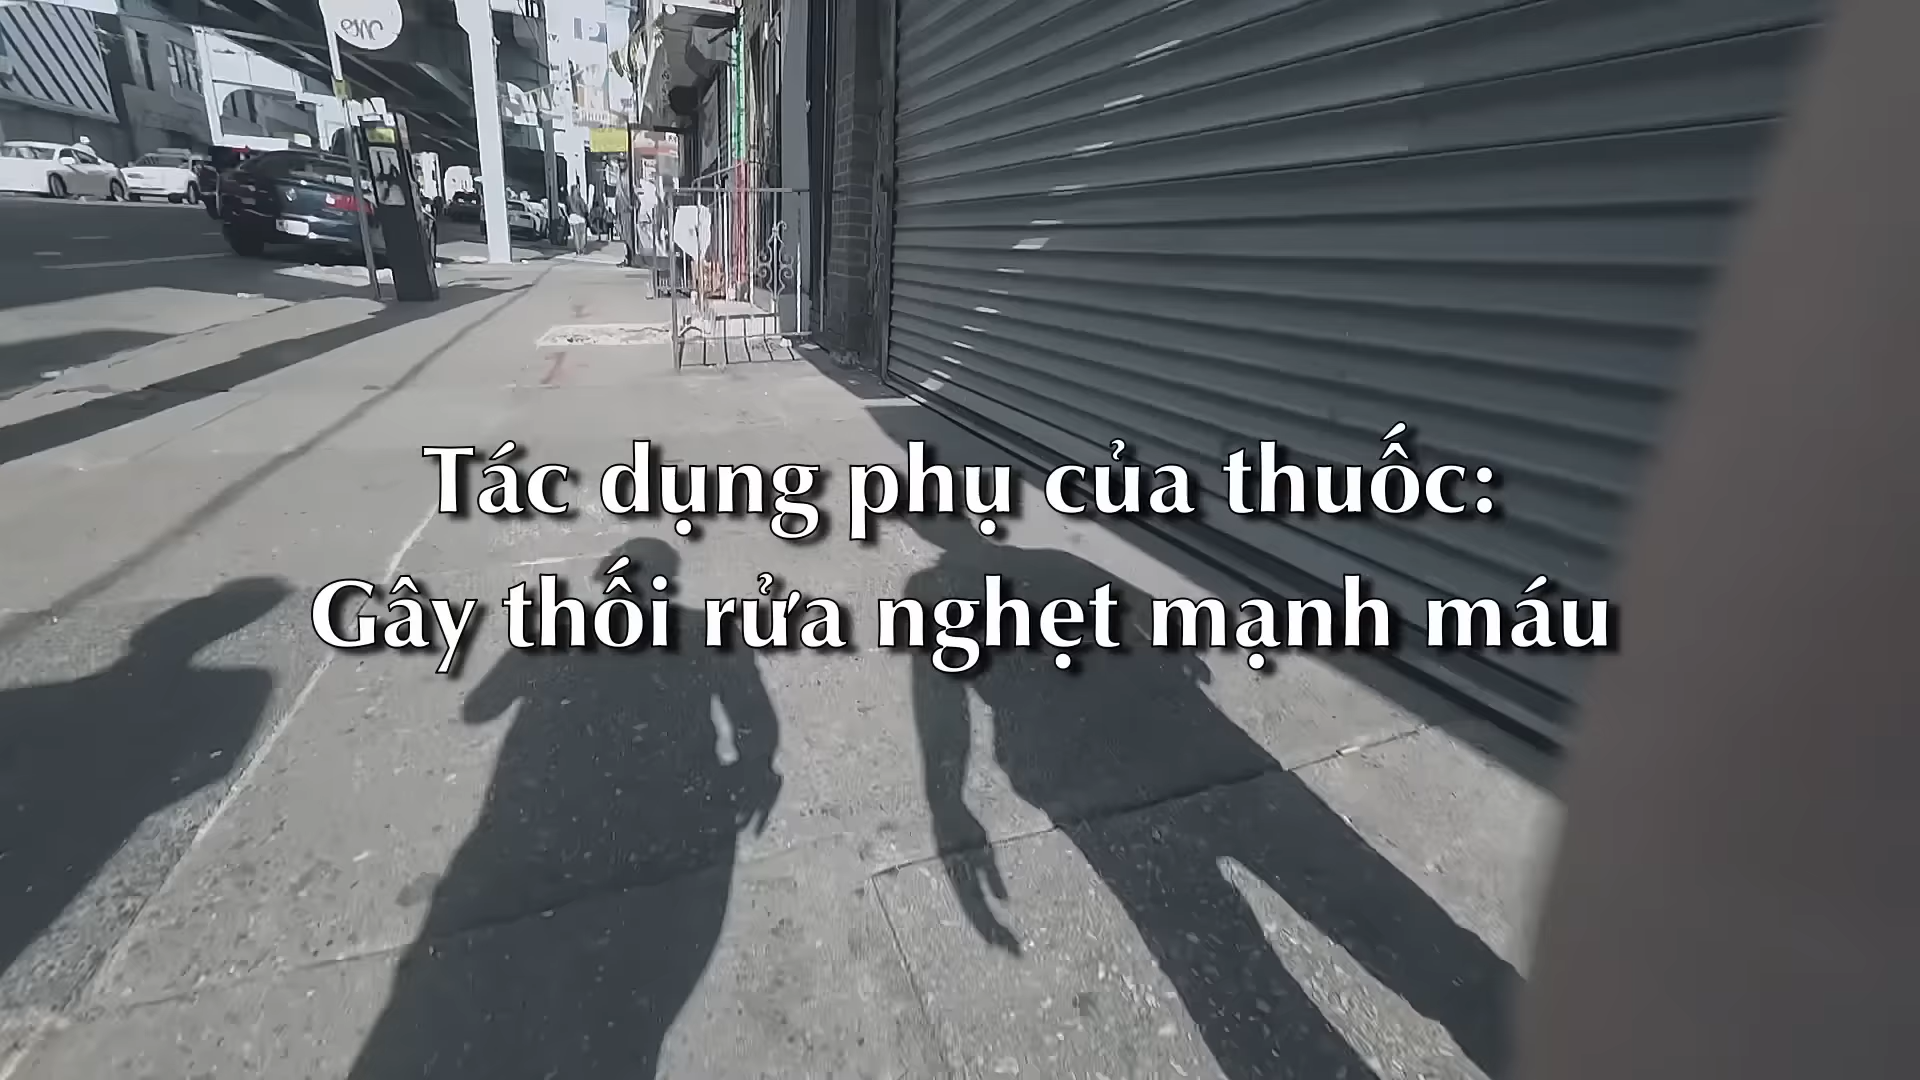 Tác dụng phụ của thuốc:
Gây thối rửa nghẹt mạnh máu